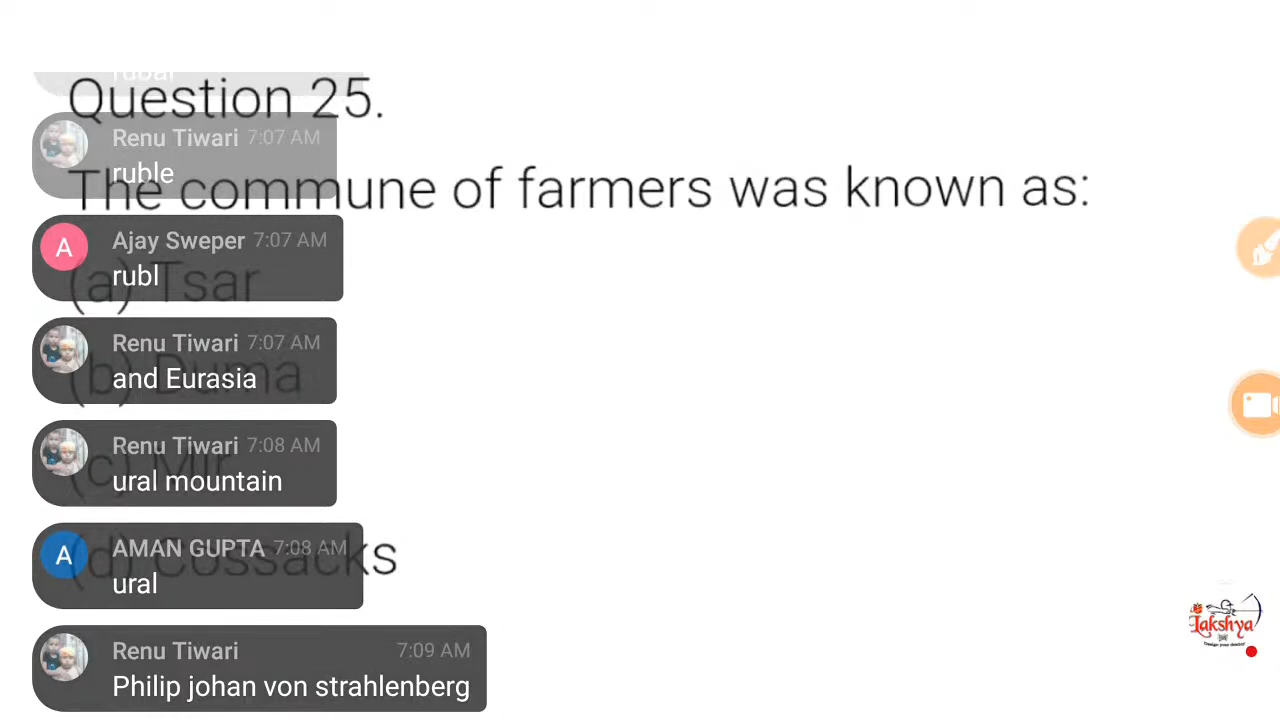 rubal
Question 25.
Renu Tiwari 7:07 AM
ruble
The commune of farmers was known as:
Ajay Sweper 7:07 AM
rubl
(a) Tsar
Renu Tiwari 7:07 AM
and Eurasia
(b) Duma
Renu Tiwari 7:08 AM
ural mountain
(c) Mir
AMAN GUPTA 7:08 AM
ural
(d) Cossacks
Renu Tiwari 7:09 AM
Philip johan von strahlenberg
Lakshya